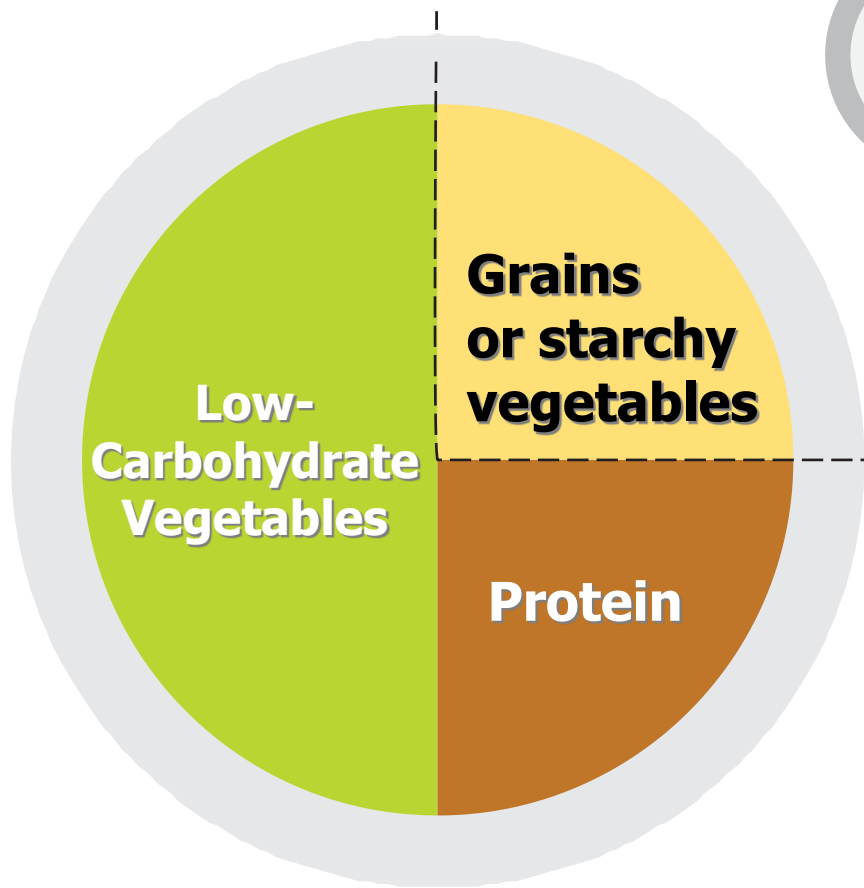 Grains
or starchy
vegetables
Low-
Carbohydrate
Vegetables
Protein